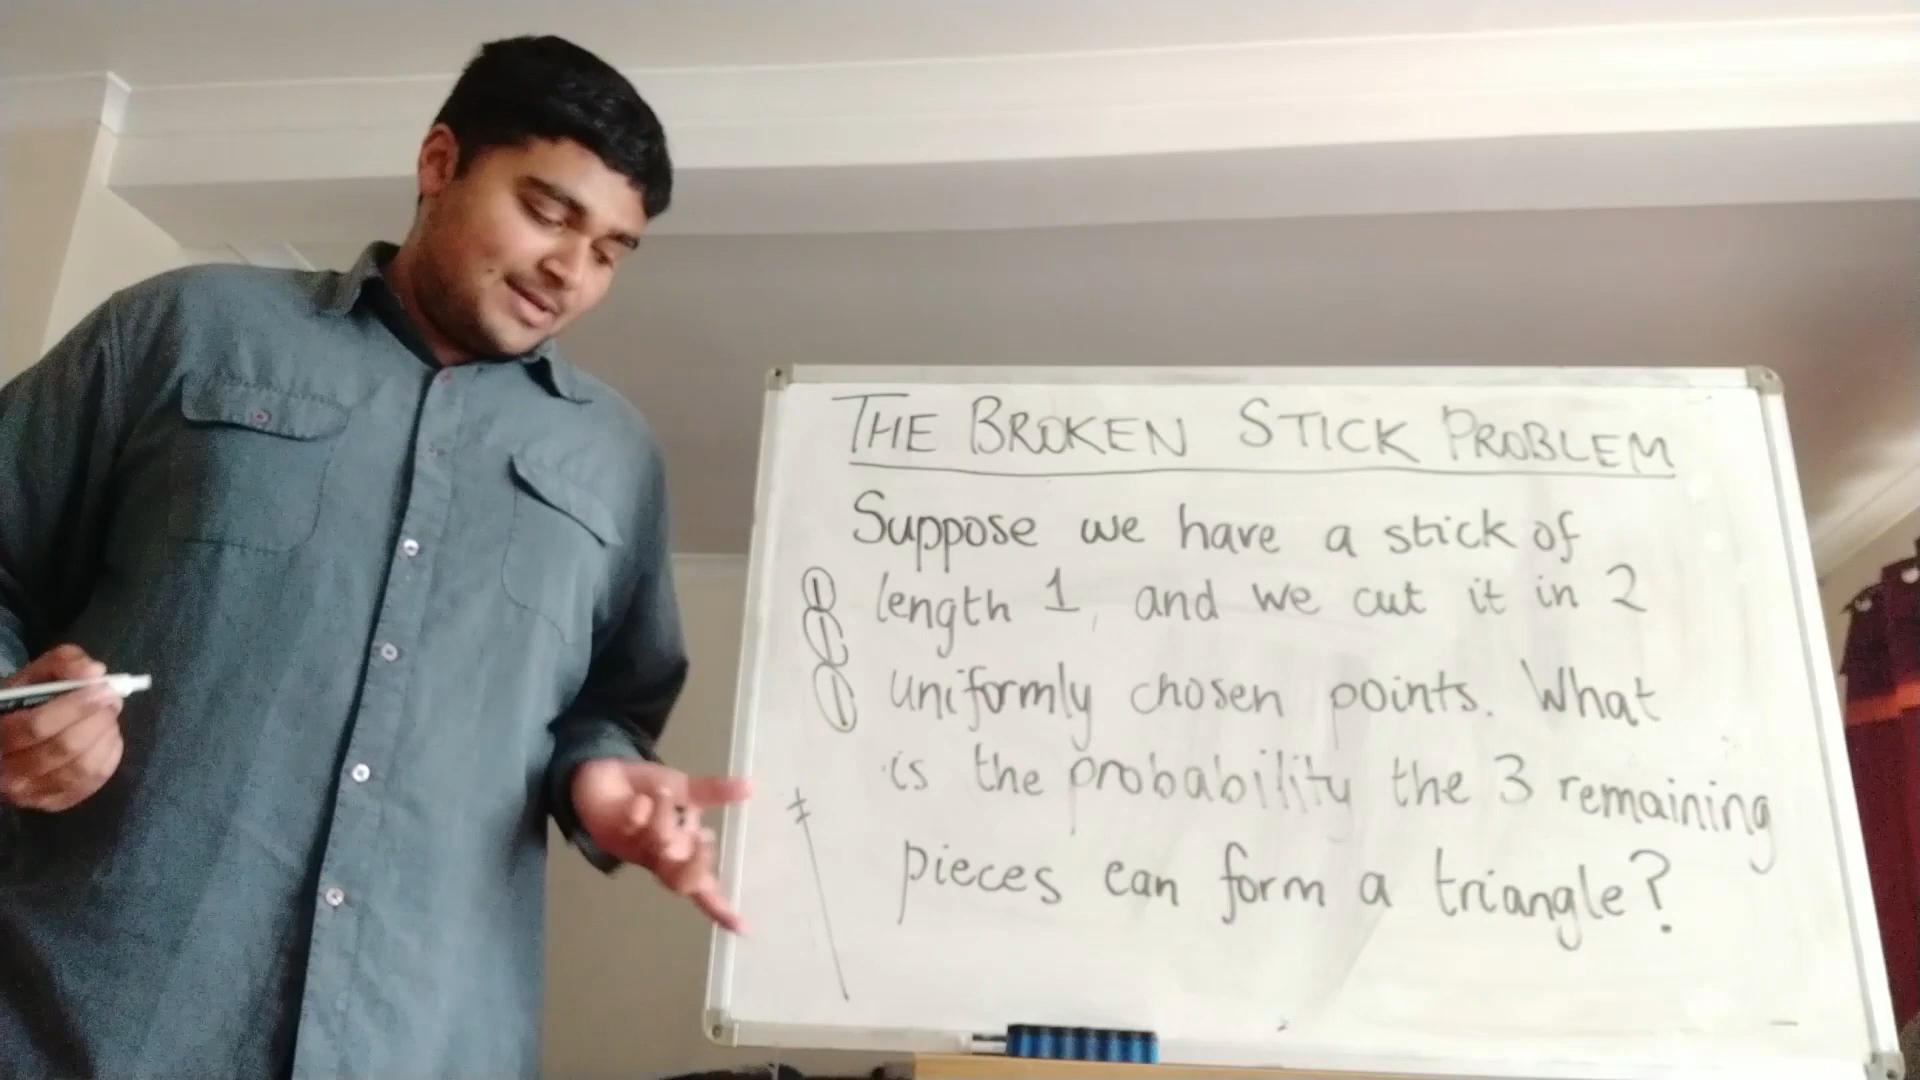 THE BROKEN STICK PROBLEM
Suppose we have a stick of
length 1, and we cut it in 2
uniformly chosen points. What
is the probability the 3 remaining
pieces can form a triangle?